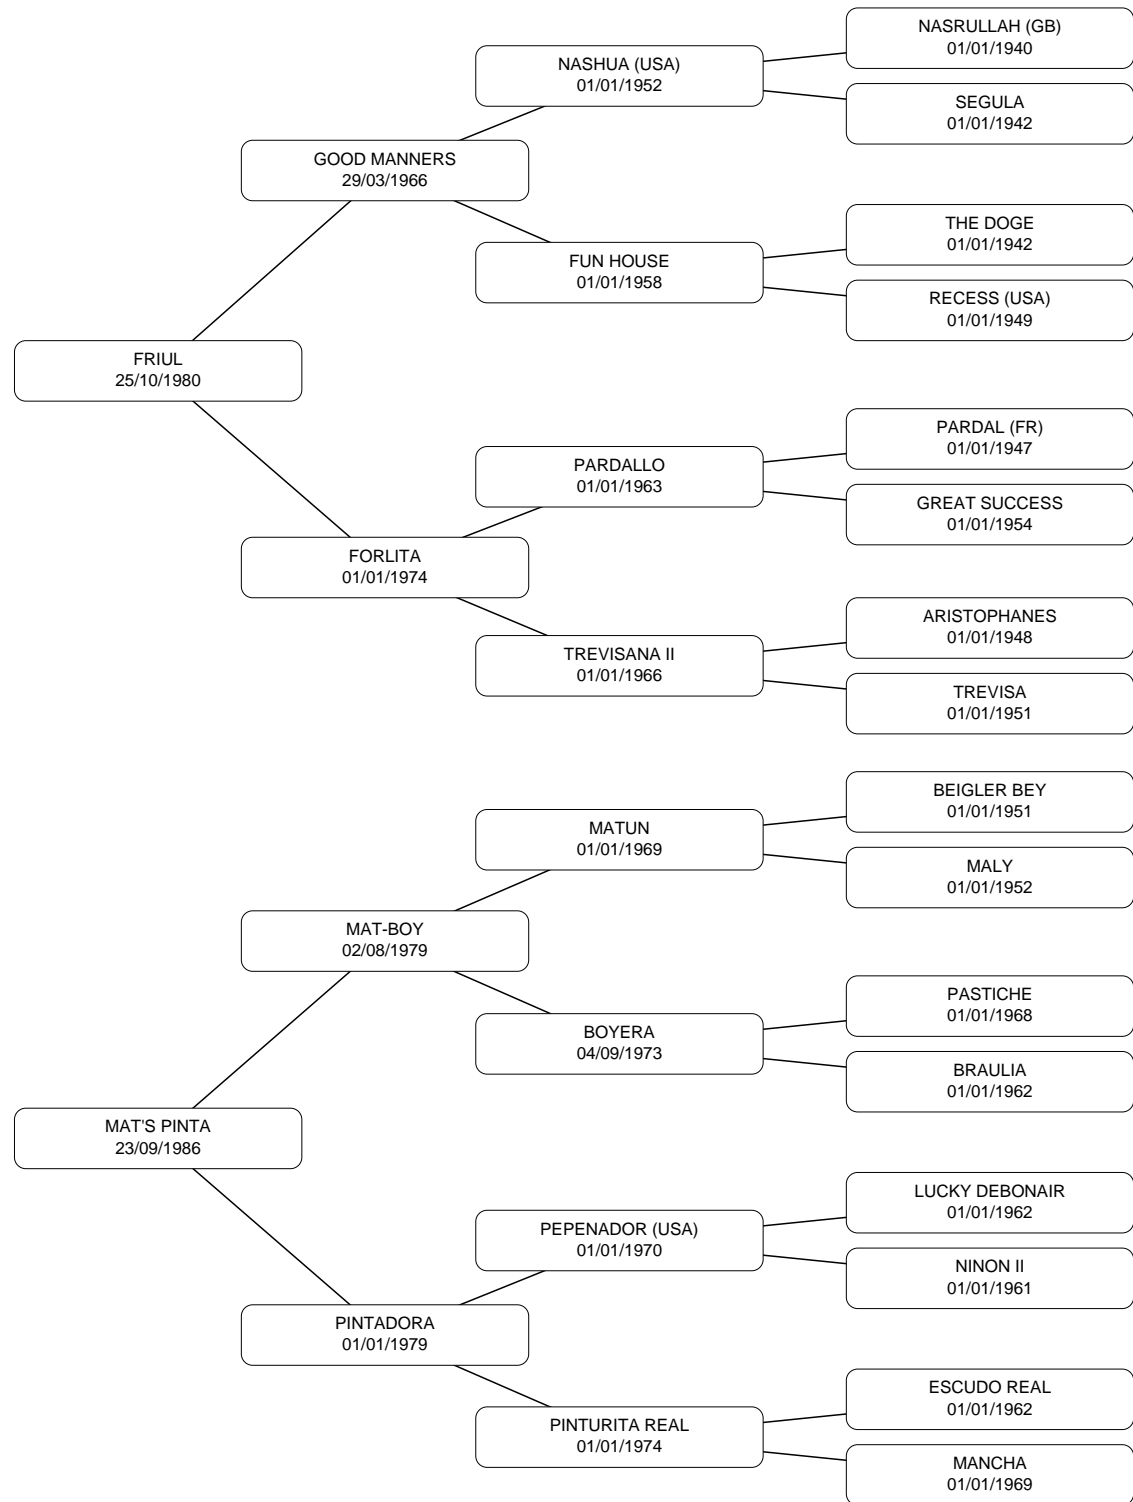 NASRULLAH (GB)
01/01/1940
NASHUA (USA)
01/01/1952
SEGULA
01/01/1942
GOOD MANNERS
29/03/1966
THE DOGE
01/01/1942
FUN HOUSE
01/01/1958
RECESS (USA)
01/01/1949
FRIUL
25/10/1980
PARDAL (FR)
01/01/1947
PARDALLO
01/01/1963
GREAT SUCCESS
01/01/1954
FORLITA
01/01/1974
ARISTOPHANES
01/01/1948
TREVISANA II
01/01/1966
TREVISA
01/01/1951
BEIGLER BEY
01/01/1951
MATUN
01/01/1969
MALY
01/01/1952
MAT-BOY
02/08/1979
PASTICHE
01/01/1968
BOYERA
04/09/1973
BRAULIA
01/01/1962
MAT'S PINTA
23/09/1986
LUCKY DEBONAIR
01/01/1962
PEPENADOR (USA)
01/01/1970
NINON II
01/01/1961
PINTADORA
01/01/1979
ESCUDO REAL
01/01/1962
PINTURITA REAL
01/01/1974
MANCHA
01/01/1969